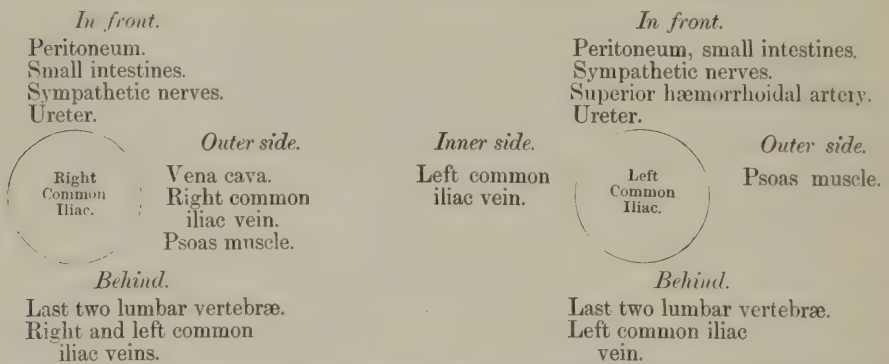 In front.
Peritoneum.
Small intestines.
Sympathetic nerves.
Ureter.
Outer side.
Right
Common
Iliac.
Vena cava.
Right common
iliac vein.
Psoas muscle.
Behind.
Last two lumbar vertebræ.
Right and left common
iliac veins.
In front.
Peritoneum, small intestines.
Sympathetic nerves.
Superior hæmorrhoidal artery.
Ureter.
Inner side.
Left common
iliac vein.
Left
Common
Iliac.
Outer side.
Psoas muscle.
Behind.
Last two lumbar vertebræ.
Left common iliac
vein.